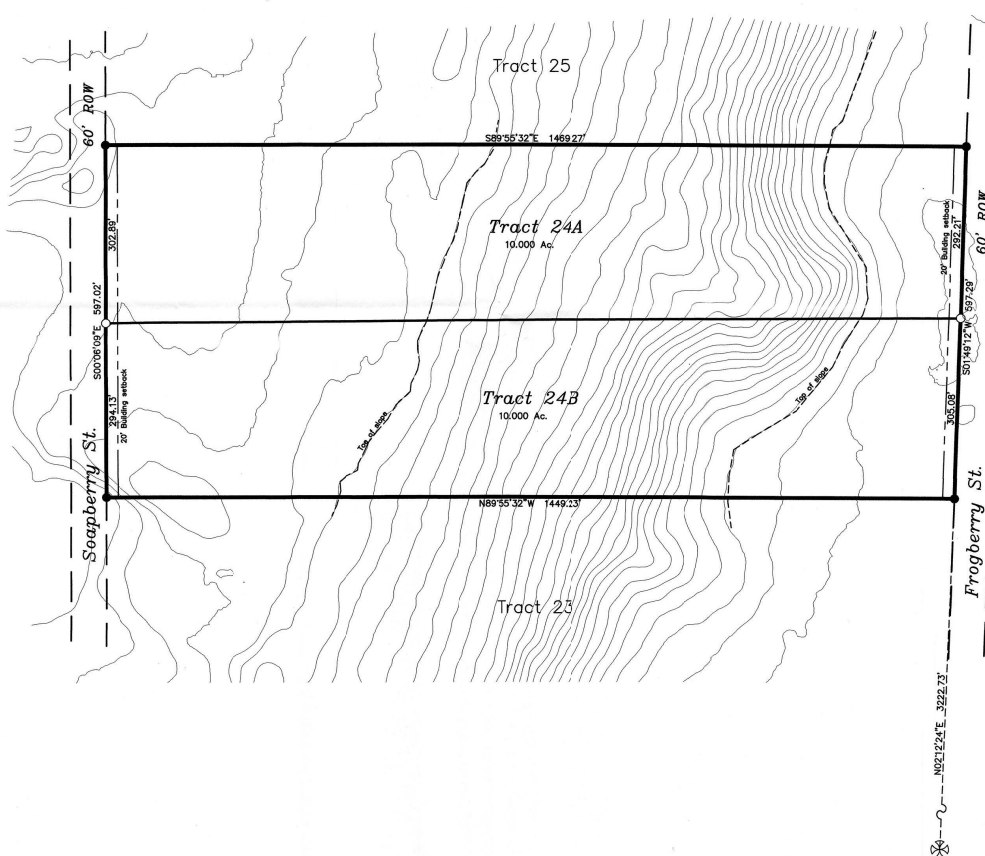 Tract 25
60' ROW
S89°55'32"E 1469.27'
302.89'
Tract 24A
10.000 Ac.
20' Building setback
292.21'
60' ROW
S00°06'09"E 597.02'
S01°49'12"W 597.29'
294.13'
20' Building setback
Tract 24B
10.000 Ac.
Toe of slope
Top of slope
305.08'
Soapberry St.
N89°55'32"W 1449.23'
Frogberry St.
Tract 23
N02°12'24"E 3222.73'